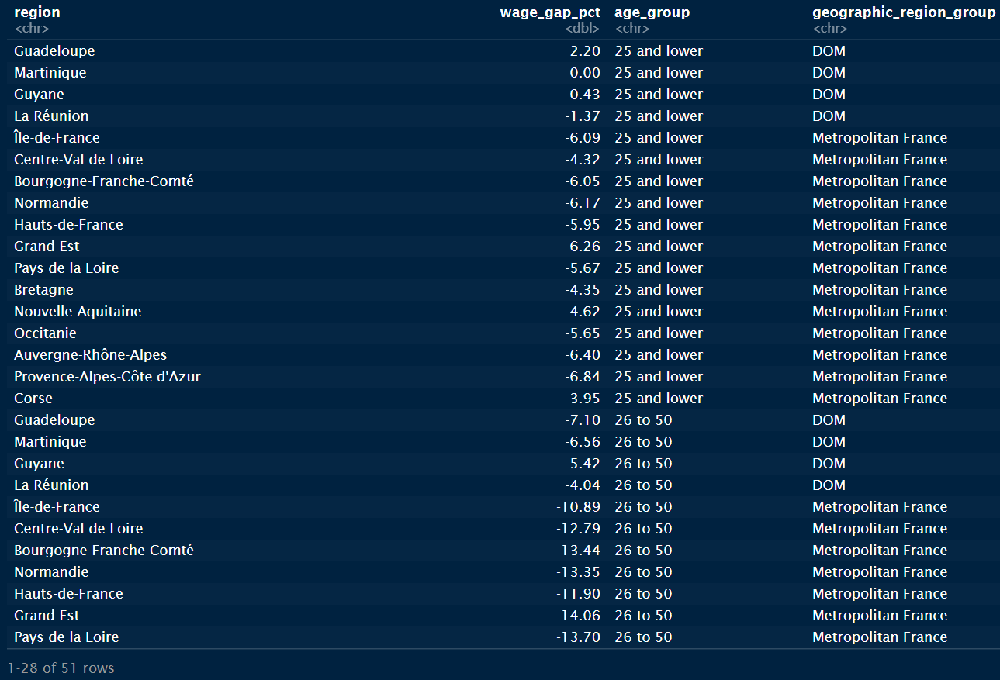 region wage_gap_pct age_group geographic_region_group
<chr> <dbl> <chr> <chr>
Guadeloupe 2.20 25 and lower DOM
Martinique 0.00 25 and lower DOM
Guyane -0.43 25 and lower DOM
La Réunion -1.37 25 and lower DOM
Île-de-France -6.09 25 and lower Metropolitan France
Centre-Val de Loire -4.32 25 and lower Metropolitan France
Bourgogne-Franche-Comté -6.05 25 and lower Metropolitan France
Normandie -6.17 25 and lower Metropolitan France
Hauts-de-France -5.95 25 and lower Metropolitan France
Grand Est -6.26 25 and lower Metropolitan France
Pays de la Loire -5.67 25 and lower Metropolitan France
Bretagne -4.35 25 and lower Metropolitan France
Nouvelle-Aquitaine -4.62 25 and lower Metropolitan France
Occitanie -5.65 25 and lower Metropolitan France
Auvergne-Rhône-Alpes -6.40 25 and lower Metropolitan France
Provence-Alpes-Côte d'Azur -6.84 25 and lower Metropolitan France
Corse -3.95 25 and lower Metropolitan France
Guadeloupe -7.10 26 to 50 DOM
Martinique -6.56 26 to 50 DOM
Guyane -5.42 26 to 50 DOM
La Réunion -4.04 26 to 50 DOM
Île-de-France -10.89 26 to 50 Metropolitan France
Centre-Val de Loire -12.79 26 to 50 Metropolitan France
Bourgogne-Franche-Comté -13.44 26 to 50 Metropolitan France
Normandie -13.35 26 to 50 Metropolitan France
Hauts-de-France -11.90 26 to 50 Metropolitan France
Grand Est -14.06 26 to 50 Metropolitan France
Pays de la Loire -13.70 26 to 50 Metropolitan France
1-28 of 51 rows